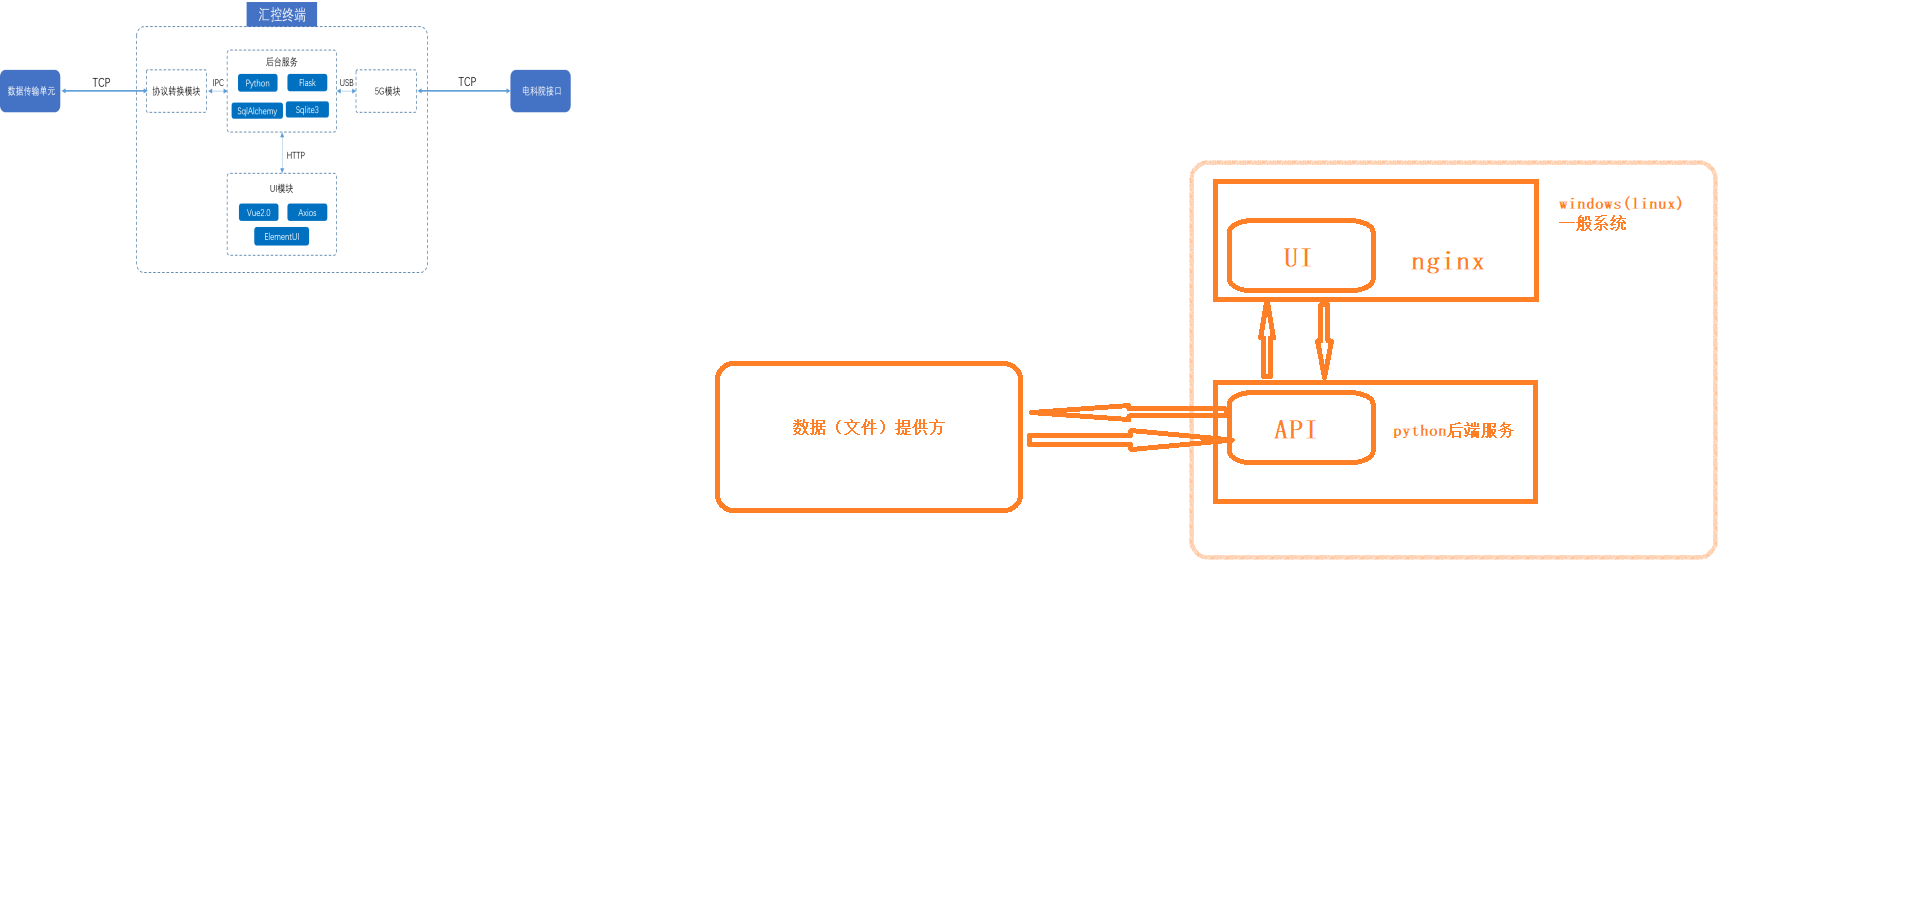 汇控终端
后台服务
Python
Flask
SqlAlchemy
Sqlite3
数据传输单元
TCP
协议转换模块
IPC
USB
5G模块
TCP
电科院接口
HTTP
UI模块
Vue2.0
Axios
ElementUI
windows(linux)
一般系统
UI
nginx
数据（文件）提供方
API
python后端服务